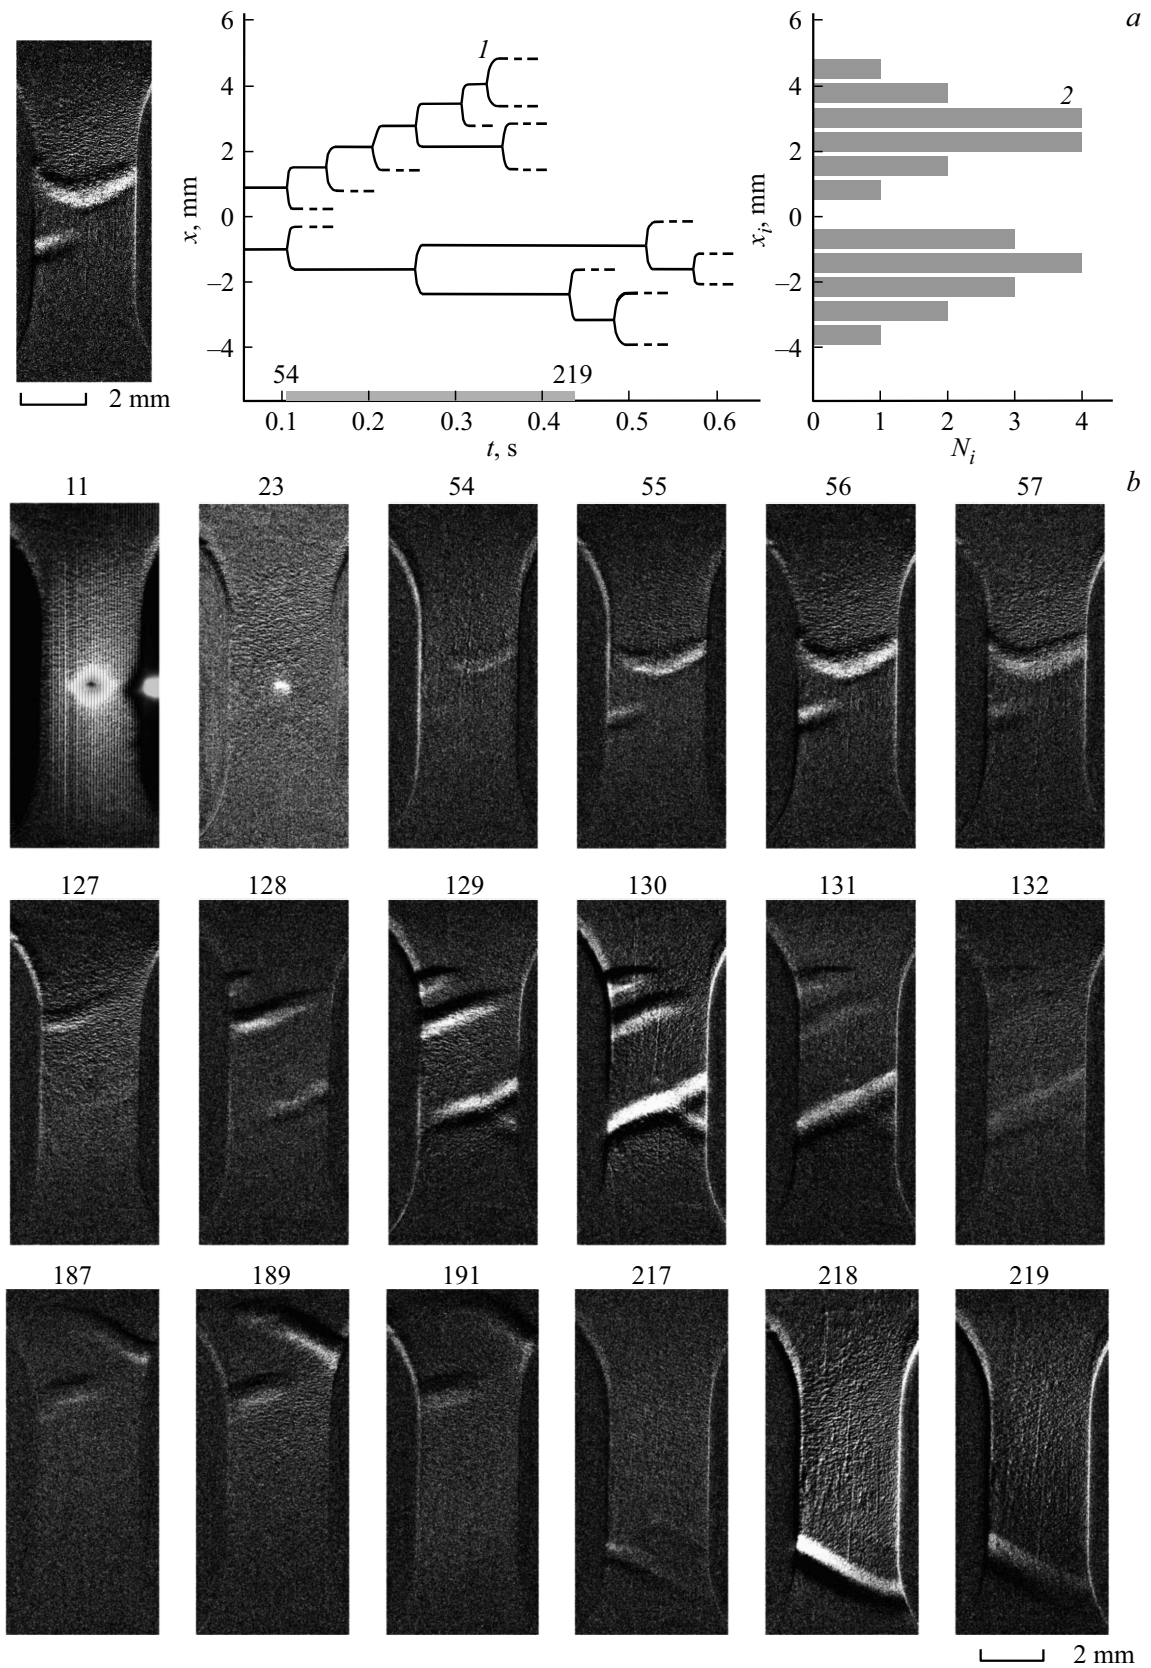 a
6
4
2
0
–2
–4
x, mm
1
54
219
0.1 0.2 0.3 0.4 0.5 0.6
t, s
2 mm
6
4
2
0
–2
–4
x_i, mm
2
0 1 2 3 4
N_i
b
11 23 54 55 56 57
127 128 129 130 131 132
187 189 191 217 218 219
2 mm